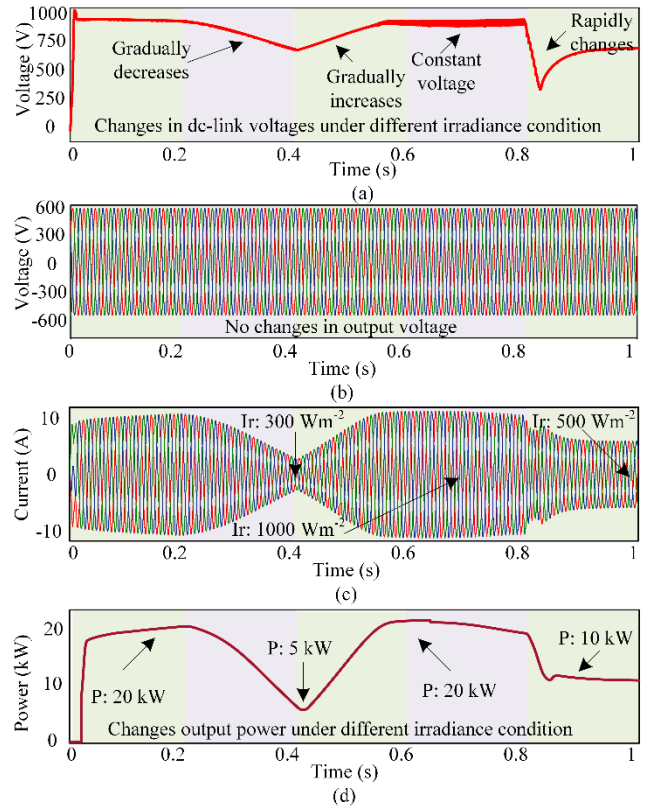 1000
750
500
250
0
Voltage (V)
Gradually
decreases
Gradually
increases
Constant
voltage
Rapidly
changes
Changes in dc-link voltages under different irradiance condition
0 0.2 0.4 0.6 0.8 1
Time (s)
(a)
600
300
0
-300
-600
Voltage (V)
No changes in output voltage
0 0.2 0.4 0.6 0.8 1
Time (s)
(b)
10
0
-10
Current (A)
Ir: 300 Wm-2
Ir: 500 Wm-2
Ir: 1000 Wm-2
0 0.2 0.4 0.6 0.8 1
Time (s)
(c)
20
10
0
Power (kW)
P: 20 kW
P: 5 kW
P: 20 kW
P: 10 kW
Changes output power under different irradiance condition
0 0.2 0.4 0.6 0.8 1
Time (s)
(d)